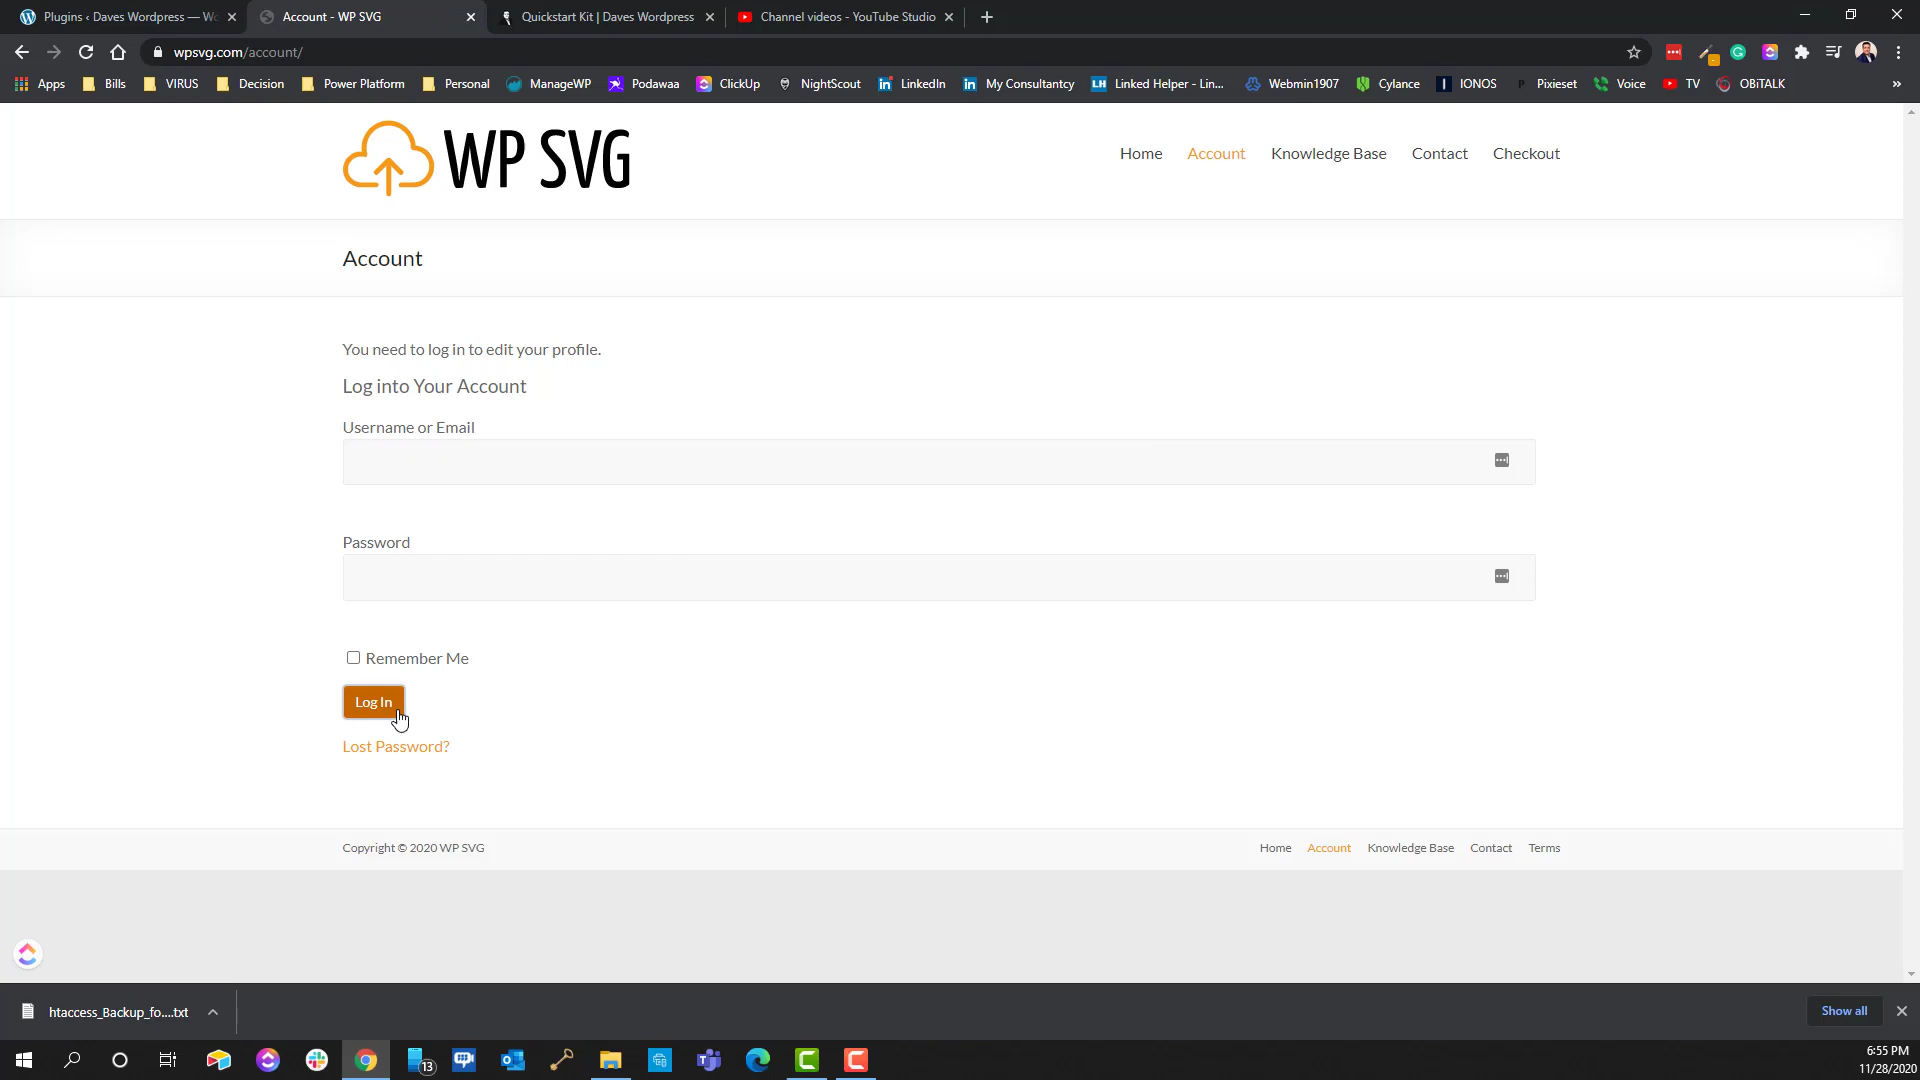 Plugins ‹ Daves Wordpress — Wo
Account - WP SVG
Quickstart Kit | Daves Wordpress
Channel videos - YouTube Studio
wpsvg.com/account/
Apps
Bills
VIRUS
Decision
Power Platform
Personal
ManageWP
Podawaa
ClickUp
NightScout
LinkedIn
My Consultantcy
Linked Helper - Lin...
Webmin1907
Cylance
IONOS
Pixieset
Voice
TV
OBiTALK
WP SVG
Home
Account
Knowledge Base
Contact
Checkout
Account
You need to log in to edit your profile.
Log into Your Account
Username or Email
Password
Remember Me
Log In
Lost Password?
Copyright © 2020 WP SVG
Home
Account
Knowledge Base
Contact
Terms
htaccess_Backup_fo....txt
Show all
13
6:55 PM
11/28/2020